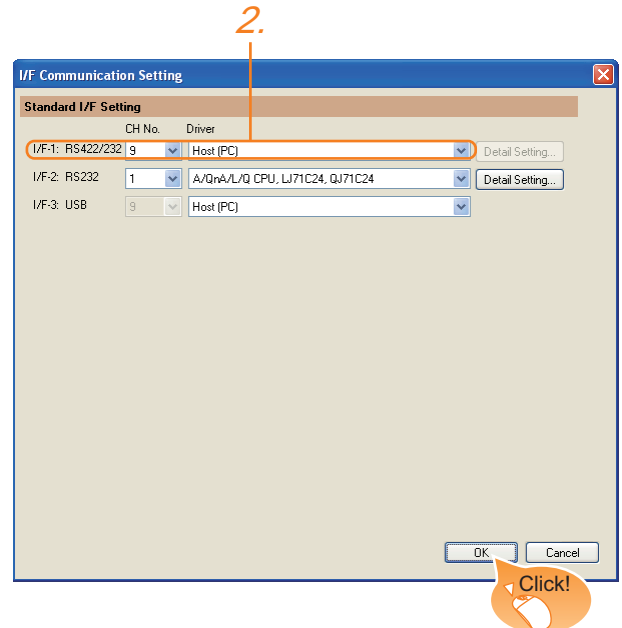 2.
I/F Communication Setting
Standard I/F Setting
CH No. Driver
I/F-1: RS422/232 9 Host (PC) Detail Setting...
I/F-2: RS232 1 A/QnA/L/Q CPU, LJ71C24, QJ71C24 Detail Setting...
I/F-3: USB 9 Host (PC)
OK Cancel
Click!